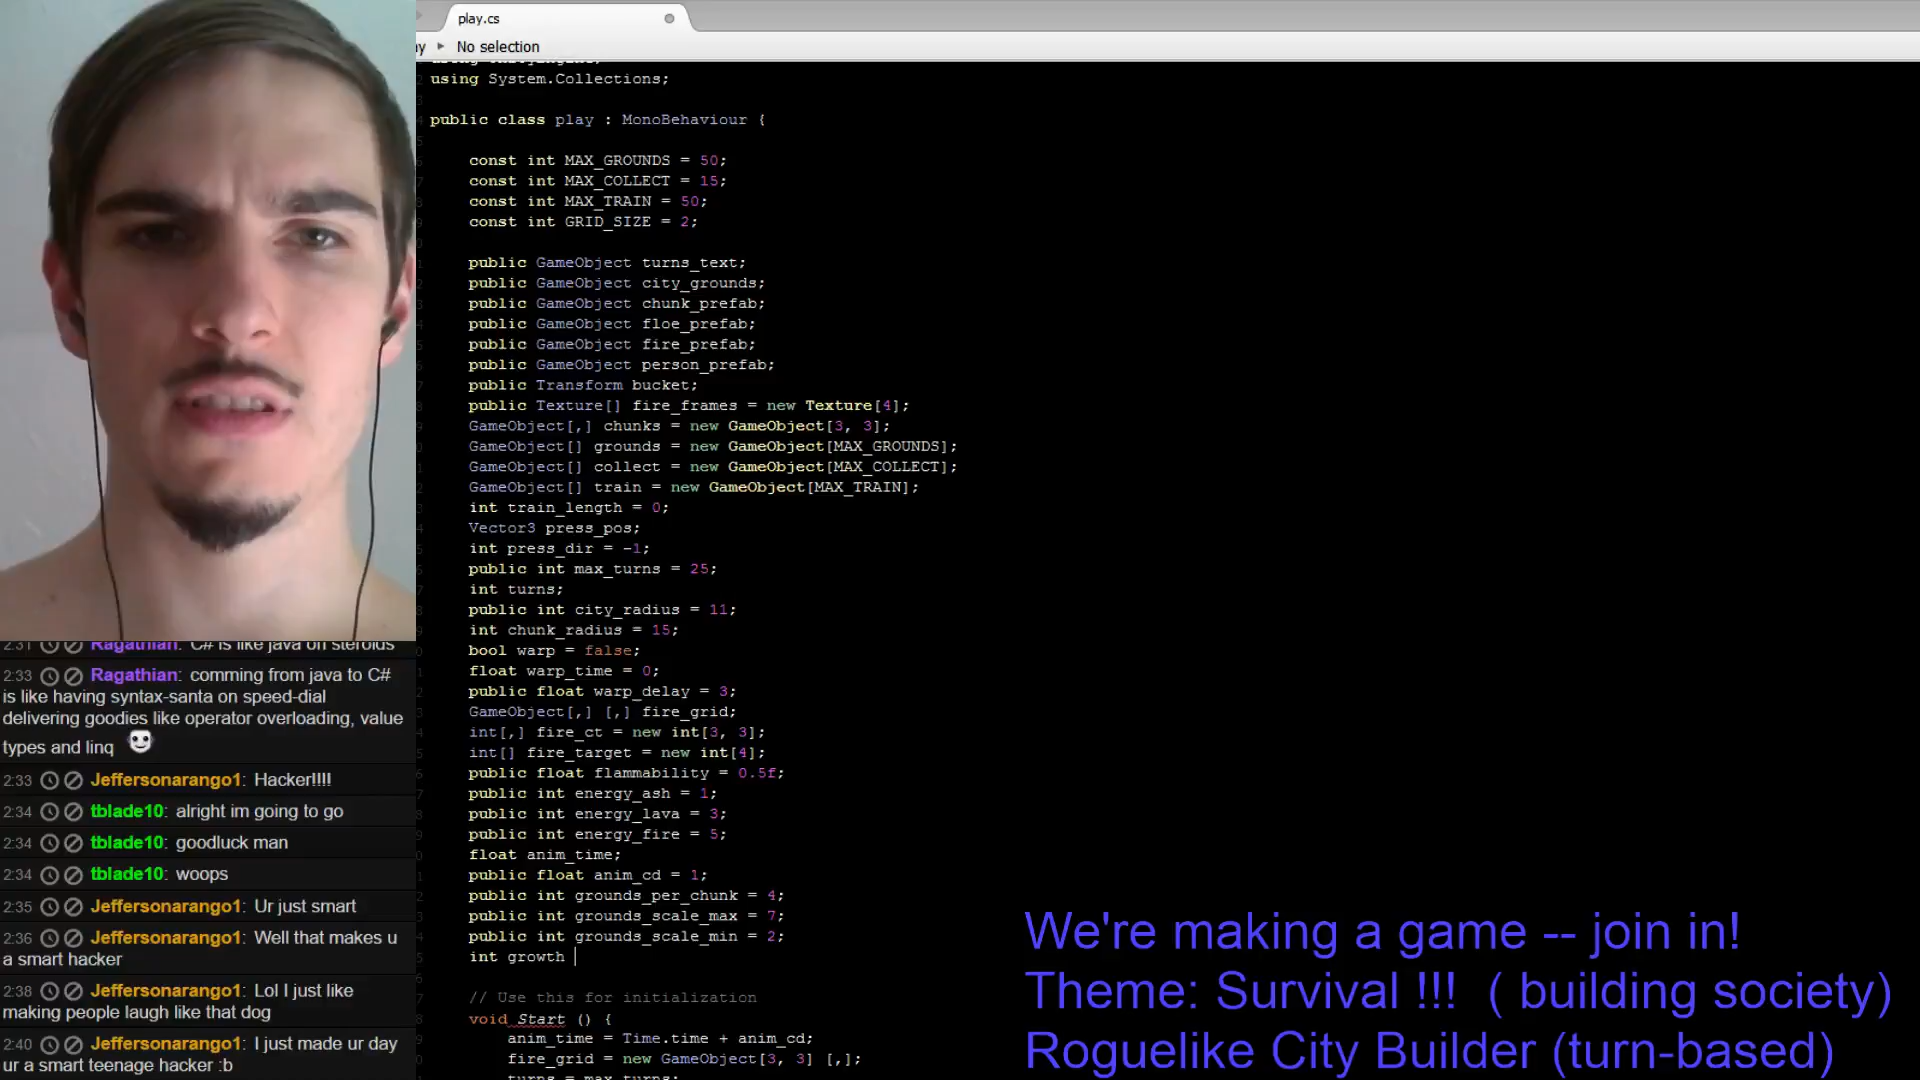 play.cs
No selection
using System.Collections;
public class play : MonoBehaviour {
const int MAX_GROUNDS = 50;
const int MAX_COLLECT = 15;
const int MAX_TRAIN = 50;
const int GRID_SIZE = 2;
public GameObject turns_text;
public GameObject city_grounds;
public GameObject chunk_prefab;
public GameObject floe_prefab;
public GameObject fire_prefab;
public GameObject person_prefab;
public Transform bucket;
public Texture[] fire_frames = new Texture[4];
GameObject[,] chunks = new GameObject[3, 3];
GameObject[] grounds = new GameObject[MAX_GROUNDS];
GameObject[] collect = new GameObject[MAX_COLLECT];
GameObject[] train = new GameObject[MAX_TRAIN];
int train_length = 0;
Vector3 press_pos;
int press_dir = -1;
public int max_turns = 25;
int turns;
public int city_radius = 11;
int chunk_radius = 15;
bool warp = false;
float warp_time = 0;
public float warp_delay = 3;
GameObject[,] [,] fire_grid;
int[,] fire_ct = new int[3, 3];
int[] fire_target = new int[4];
public float flammability = 0.5f;
public int energy_ash = 1;
public int energy_lava = 3;
public int energy_fire = 5;
float anim_time;
public float anim_cd = 1;
public int grounds_per_chunk = 4;
public int grounds_scale_max = 7;
public int grounds_scale_min = 2;
int growth
// Use this for initialization
void Start () {
anim_time = Time.time + anim_cd;
fire_grid = new GameObject[3, 3] [,];
turns = max_turns;
2:31 Ragathian: C# is like java on steroids
2:33 Ragathian: comming from java to C#
is like having syntax-santa on speed-dial
delivering goodies like operator overloading, value
types and linq
2:33 Jeffersonarango1: Hacker!!!!
2:34 tblade10: alright im going to go
2:34 tblade10: goodluck man
2:34 tblade10: woops
2:35 Jeffersonarango1: Ur just smart
2:36 Jeffersonarango1: Well that makes u
a smart hacker
2:38 Jeffersonarango1: Lol I just like
making people laugh like that dog
2:40 Jeffersonarango1: I just made ur day
ur a smart teenage hacker :b
We're making a game -- join in!
Theme: Survival !!! ( building society)
Roguelike City Builder (turn-based)